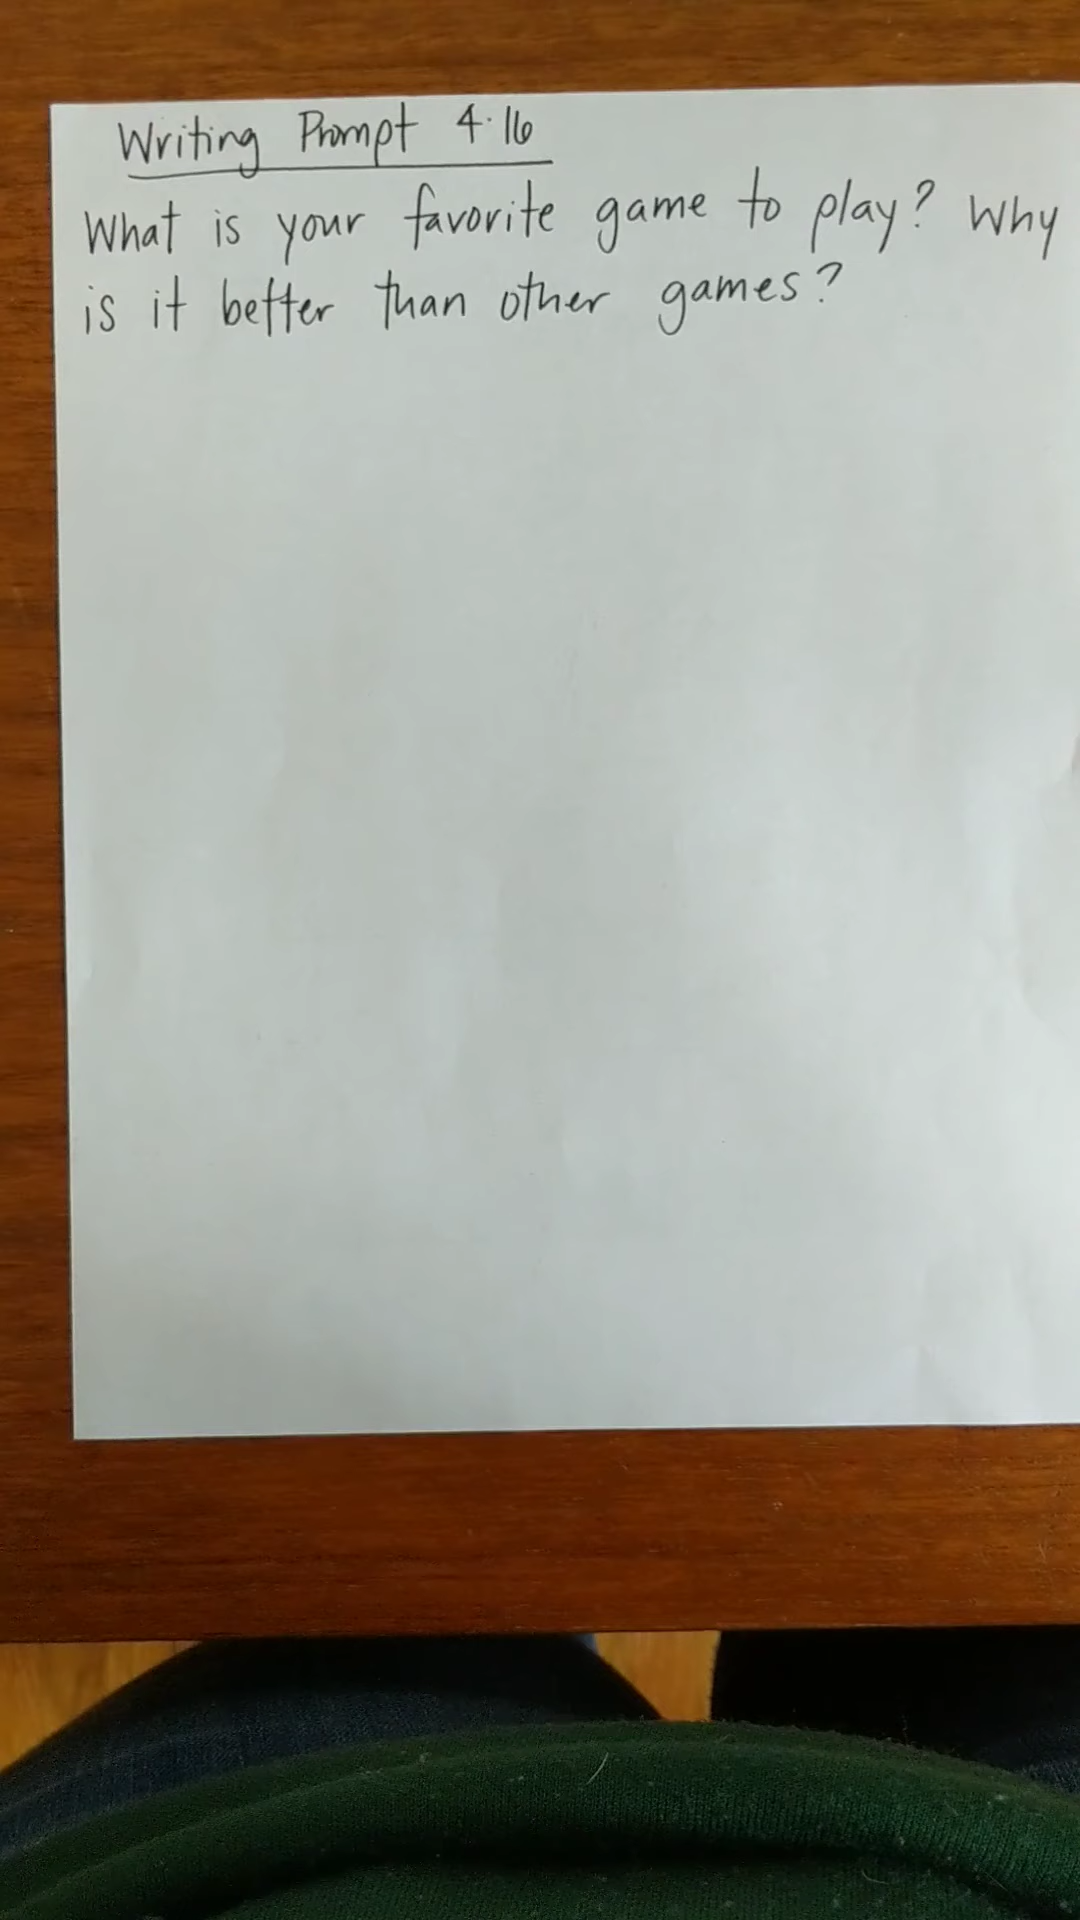 Writing Prompt 4.16
What is your favorite game to play? Why
is it better than other games?